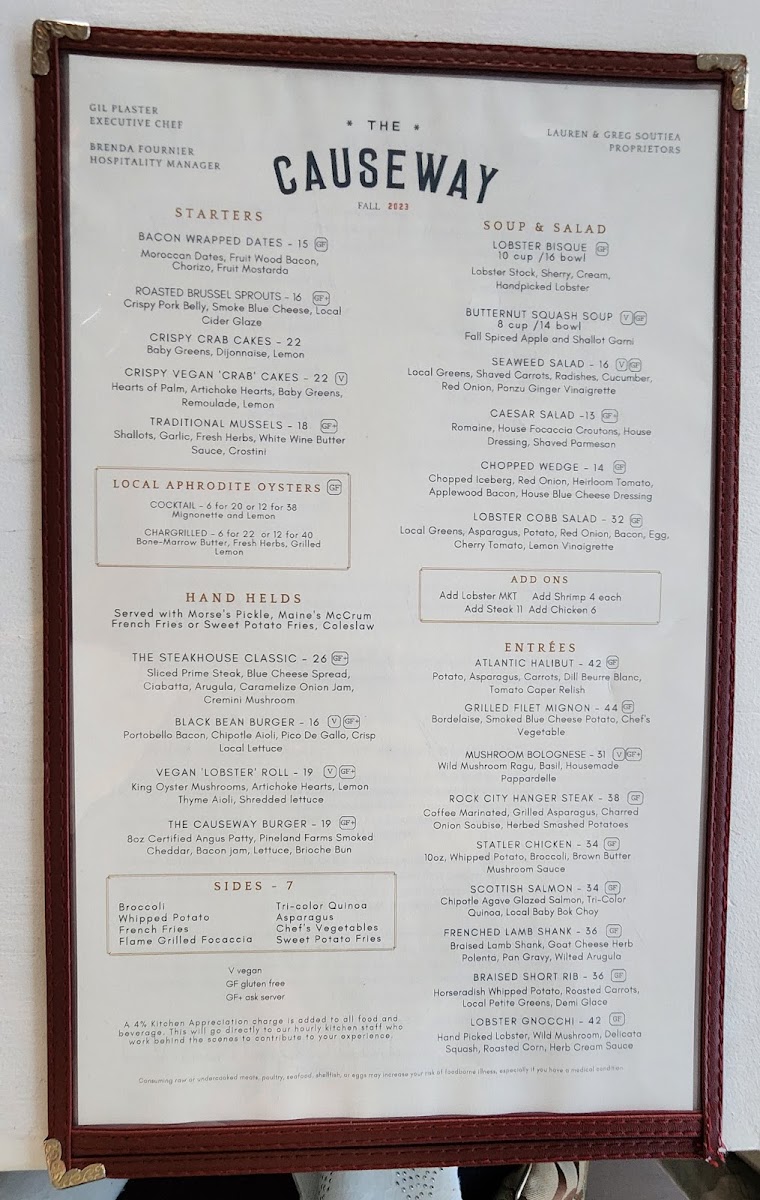 GIL PLASTER
EXECUTIVE CHEF
BRENDA FOURNIER
HOSPITALITY MANAGER
* THE *
CAUSEWAY
FALL 2023
LAUREN & GREG SOUTIEA
PROPRIETORS
STARTERS
BACON WRAPPED DATES - 15 GF
Moroccan Dates, Fruit Wood Bacon,
Chorizo, Fruit Mostarda
ROASTED BRUSSEL SPROUTS - 16 GF+
Crispy Pork Belly, Smoke Blue Cheese, Local
Cider Glaze
CRISPY CRAB CAKES - 22
Baby Greens, Dijonnaise, Lemon
CRISPY VEGAN 'CRAB' CAKES - 22 V
Hearts of Palm, Artichoke Hearts, Baby Greens,
Remoulade, Lemon
TRADITIONAL MUSSELS - 18 GF+
Shallots, Garlic, Fresh Herbs, White Wine Butter
Sauce, Crostini
LOCAL APHRODITE OYSTERS GF
COCKTAIL - 6 for 20 or 12 for 38
Mignonette and Lemon
CHARGRILLED - 6 for 22 or 12 for 40
Bone-Marrow Butter, Fresh Herbs, Grilled
Lemon
HAND HELDS
Served with Morse's Pickle, Maine's McCrum
French Fries or Sweet Potato Fries, Coleslaw
THE STEAKHOUSE CLASSIC - 26 GF+
Sliced Prime Steak, Blue Cheese Spread,
Ciabatta, Arugula, Caramelize Onion Jam,
Cremini Mushroom
BLACK BEAN BURGER - 16 V GF+
Portobello Bacon, Chipotle Aioli, Pico De Gallo, Crisp
Local Lettuce
VEGAN 'LOBSTER' ROLL - 19 V GF+
King Oyster Mushrooms, Artichoke Hearts, Lemon
Thyme Aioli, Shredded lettuce
THE CAUSEWAY BURGER - 19 GF+
8oz Certified Angus Patty, Pineland Farms Smoked
Cheddar, Bacon jam, Lettuce, Brioche Bun
SIDES - 7
Broccoli
Whipped Potato
French Fries
Flame Grilled Focaccia
Tri-color Quinoa
Asparagus
Chef's Vegetables
Sweet Potato Fries
V vegan
GF gluten free
GF+ ask server
A 4% Kitchen Appreciation charge is added to all food and
beverage. This will go directly to our hourly kitchen staff who
work behind the scenes to contribute to your experience.
SOUP & SALAD
LOBSTER BISQUE GF
10 cup /16 bowl
Lobster Stock, Sherry, Cream,
Handpicked Lobster
BUTTERNUT SQUASH SOUP V GF
8 cup /14 bowl
Fall Spiced Apple and Shallot Garni
SEAWEED SALAD - 16 V GF
Local Greens, Shaved Carrots, Radishes, Cucumber,
Red Onion, Ponzu Ginger Vinaigrette
CAESAR SALAD -13 GF+
Romaine, House Focaccia Croutons, House
Dressing, Shaved Parmesan
CHOPPED WEDGE - 14 GF
Chopped Iceberg, Red Onion, Heirloom Tomato,
Applewood Bacon, House Blue Cheese Dressing
LOBSTER COBB SALAD - 32 GF
Local Greens, Asparagus, Potato, Red Onion, Bacon, Egg,
Cherry Tomato, Lemon Vinaigrette
ADD ONS
Add Lobster MKT Add Shrimp 4 each
Add Steak 11 Add Chicken 6
ENTRÉES
ATLANTIC HALIBUT - 42 GF
Potato, Asparagus, Carrots, Dill Beurre Blanc,
Tomato Caper Relish
GRILLED FILET MIGNON - 44 GF
Bordelaise, Smoked Blue Cheese Potato, Chef's
Vegetable
MUSHROOM BOLOGNESE - 31 V GF+
Wild Mushroom Ragu, Basil, Housemade
Pappardelle
ROCK CITY HANGER STEAK - 38 GF
Coffee Marinated, Grilled Asparagus, Charred
Onion Soubise, Herbed Smashed Potatoes
STATLER CHICKEN - 34 GF
10oz, Whipped Potato, Broccoli, Brown Butter
Mushroom Sauce
SCOTTISH SALMON - 34 GF
Chipotle Agave Glazed Salmon, Tri-Color
Quinoa, Local Baby Bok Choy
FRENCHED LAMB SHANK - 36 GF
Braised Lamb Shank, Goat Cheese Herb
Polenta, Pan Gravy, Wilted Arugula
BRAISED SHORT RIB - 36 GF
Horseradish Whipped Potato, Roasted Carrots,
Local Petite Greens, Demi Glace
LOBSTER GNOCCHI - 42 GF
Hand Picked Lobster, Wild Mushroom, Delicata
Squash, Roasted Corn, Herb Cream Sauce
Consuming raw of undercooked meats, poultry, seafood, shellfish, or eggs may increase your risk of foodborne illness, especially if you have a medical condition